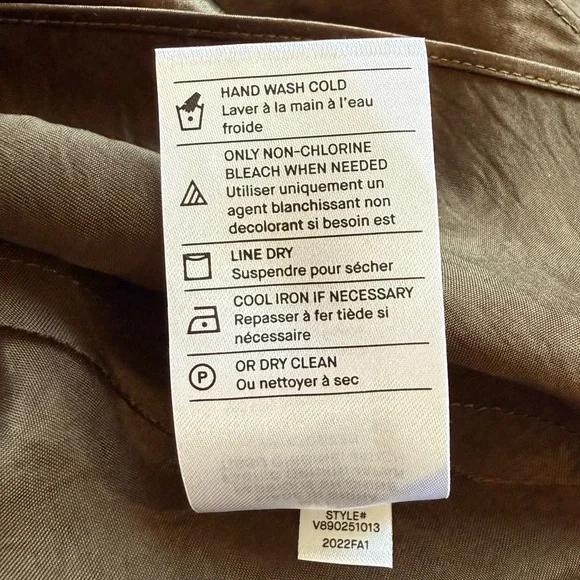 HAND WASH COLD
Laver à la main à l'eau
froide
ONLY NON-CHLORINE
BLEACH WHEN NEEDED
Utiliser uniquement un
agent blanchissant non
decolorant si besoin est
LINE DRY
Suspendre pour sécher
COOL IRON IF NECESSARY
Repasser à fer tiède si
nécessaire
P
OR DRY CLEAN
Ou nettoyer à sec
STYLE#
V890251013
2022FA1